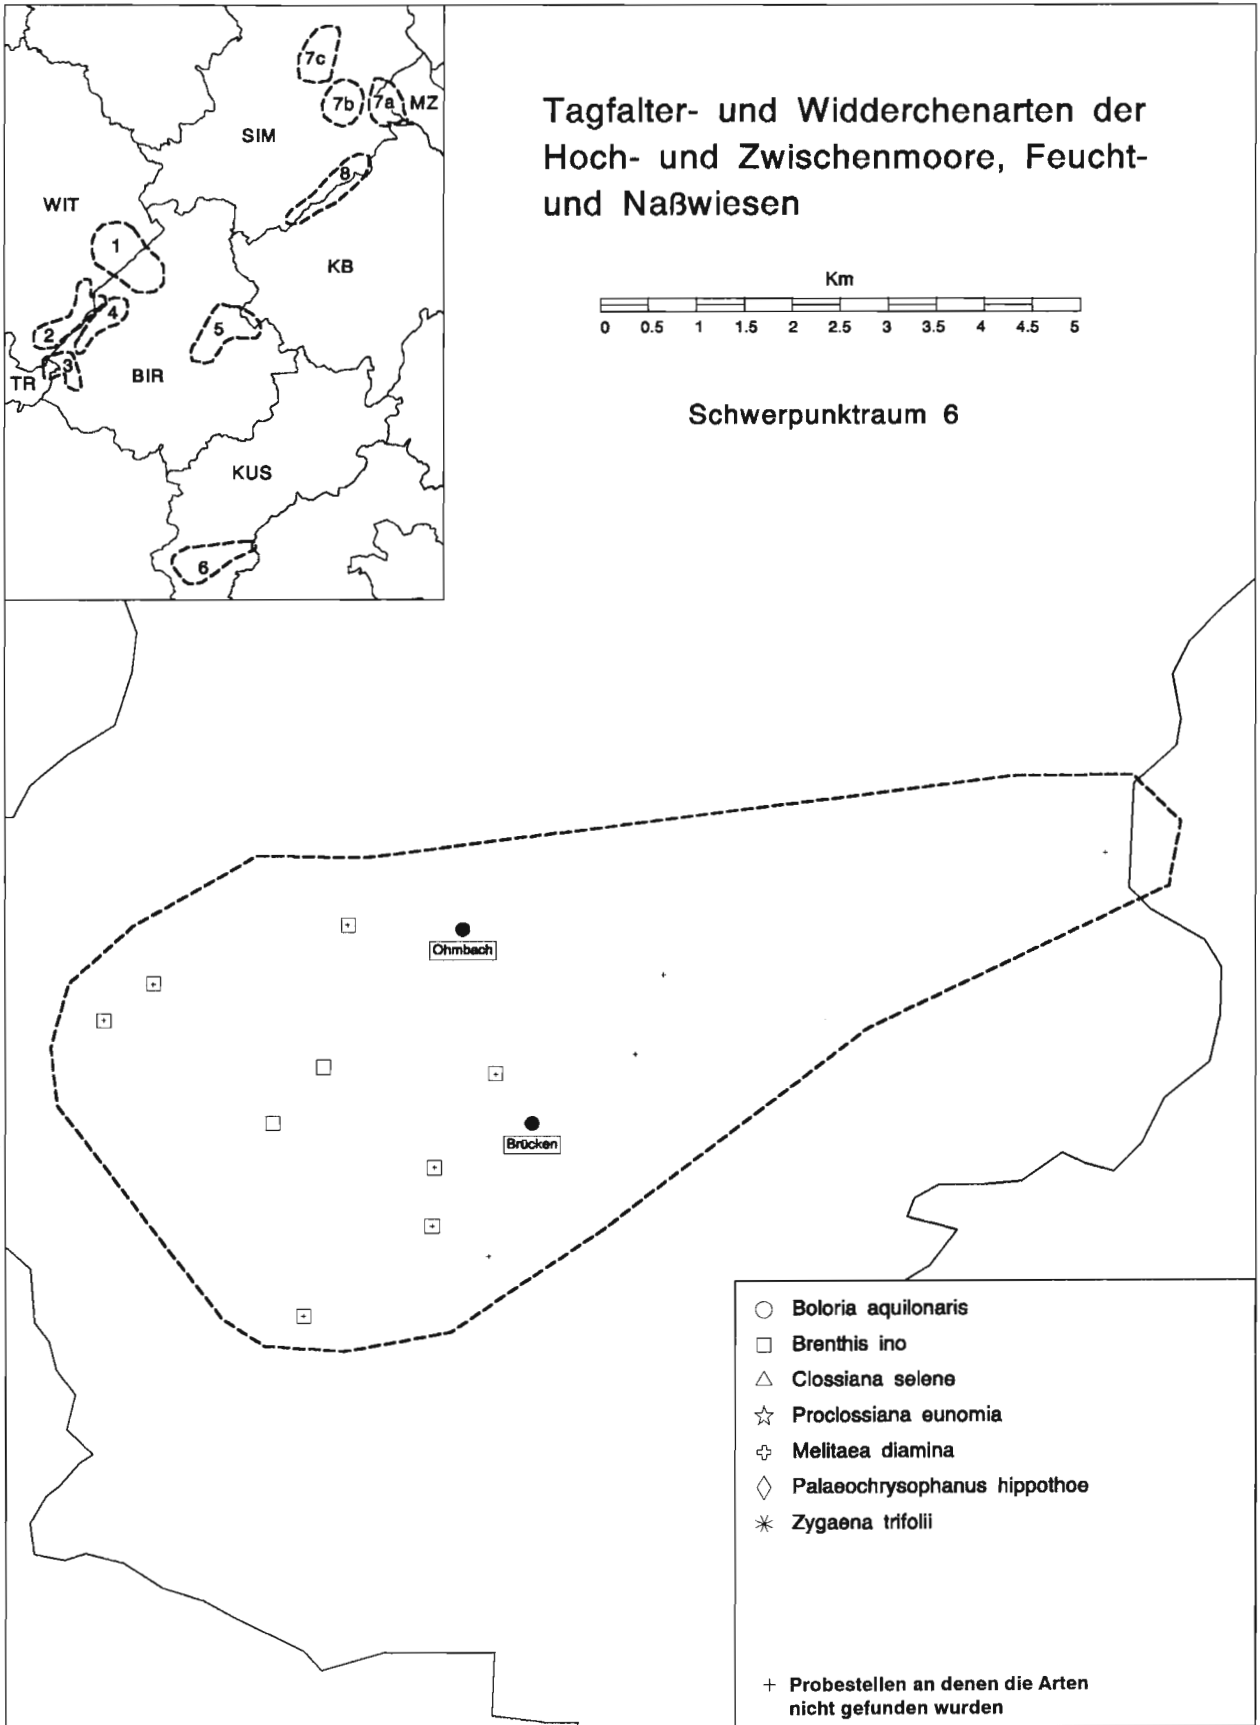 7c
7b
7a
MZ
SIM
8
WIT
1
KB
2
4
5
3
TR
BIR
KUS
6
Tagfalter- und Widderchenarten der
Hoch- und Zwischenmoore, Feucht-
und Naßwiesen
Km
0 0.5 1 1.5 2 2.5 3 3.5 4 4.5 5
Schwerpunktraum 6
Ohmbach
Brücken
Boloria aquilonaris
Brenthis ino
Clossiana selene
Proclossiana eunomia
Melitaea diamina
Palaeochrysophanus hippothoe
Zygaena trifolii
+ Probestellen an denen die Arten
nicht gefunden wurden